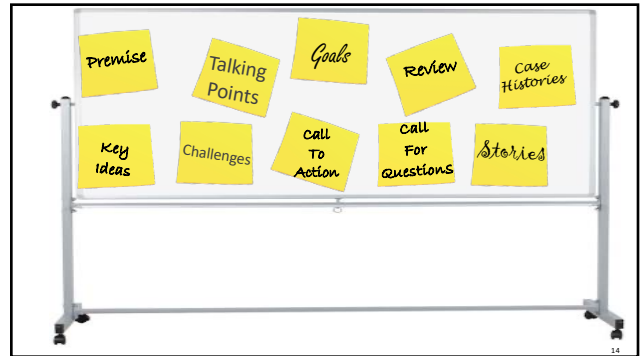 Premise
Talking
Points
Goals
Review
Case
Histories
Key
Ideas
Challenges
Call
To
Action
Call
For
Questions
Stories
14